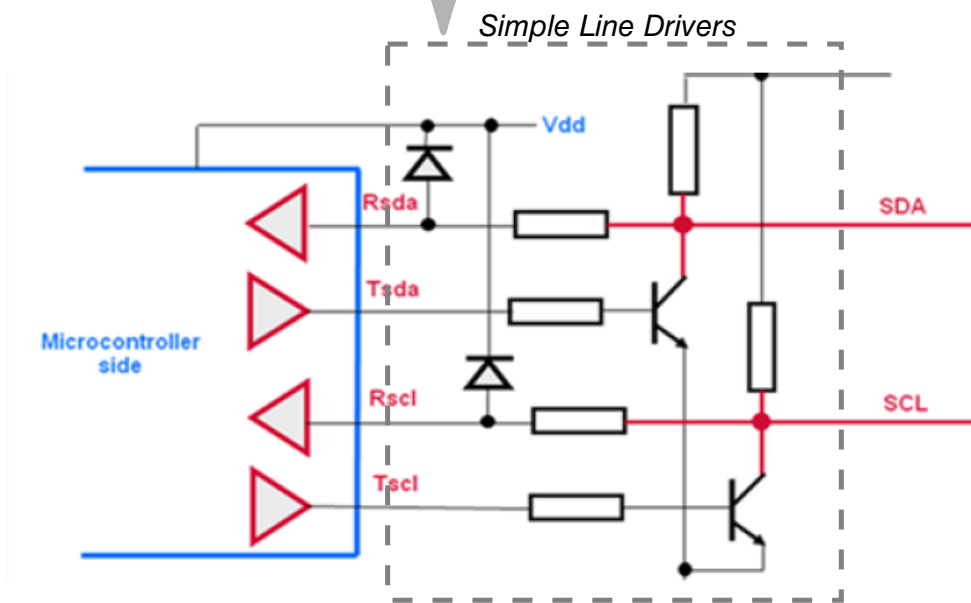 Simple Line Drivers
Vdd
Rsda
SDA
Tsda
Microcontroller
side
Rscl
SCL
Tscl